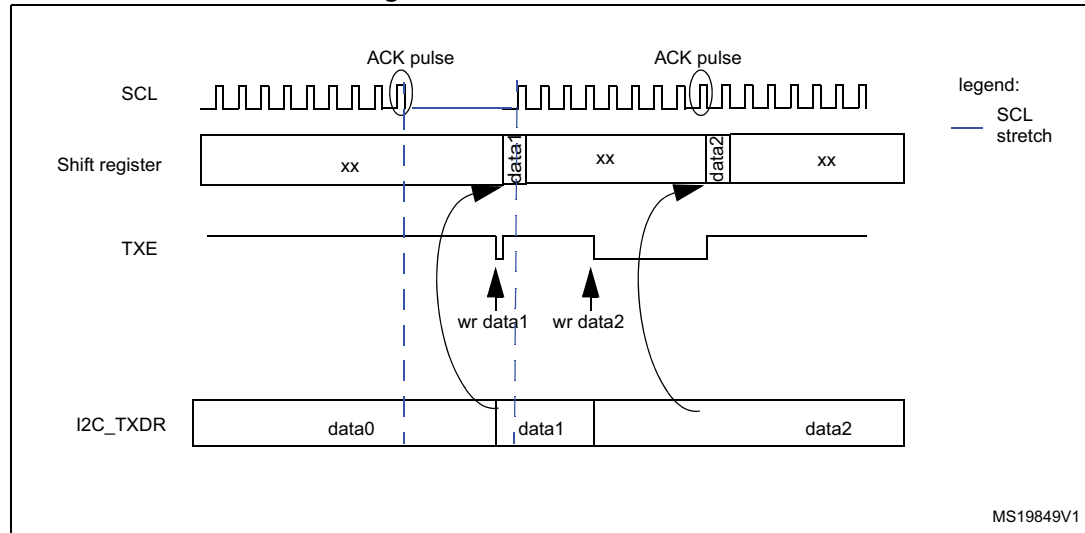 ACK pulse ACK pulse
legend:
SCL
SCL
stretch
Shift register xx data1 xx data2 xx
TXE
wr data1 wr data2
I2C_TXDR data0 data1 data2
MS19849V1